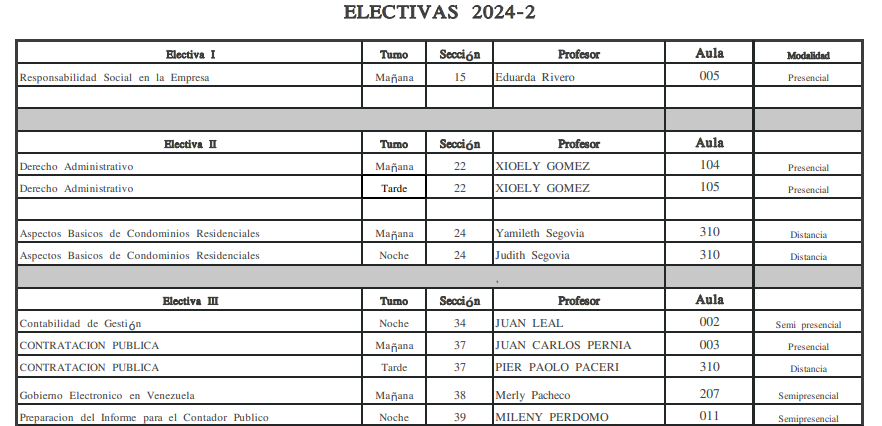 ELECTIVAS 2024-2
Electiva I Turno Sección Profesor Aula Modalidad
Responsabilidad Social en la Empresa Mañana 15 Eduarda Rivero 005 Presencial
Electiva II Turno Sección Profesor Aula
Derecho Administrativo Mañana 22 XIOELY GOMEZ 104 Presencial
Derecho Administrativo Tarde 22 XIOELY GOMEZ 105 Presencial
Aspectos Basicos de Condominios Residenciales Mañana 24 Yamileth Segovia 310 Distancia
Aspectos Basicos de Condominios Residenciales Noche 24 Judith Segovia 310 Distancia
Electiva III Turno Sección Profesor Aula
Contabilidad de Gestión Noche 34 JUAN LEAL 002 Semi presencial
CONTRATACION PUBLICA Mañana 37 JUAN CARLOS PERNIA 003 Presencial
CONTRATACION PUBLICA Tarde 37 PIER PAOLO PACERI 310 Distancia
Gobierno Electronico en Venezuela Mañana 38 Merly Pacheco 207 Semipresencial
Preparacion del Informe para el Contador Publico Noche 39 MILENY PERDOMO 011 Semipresencial